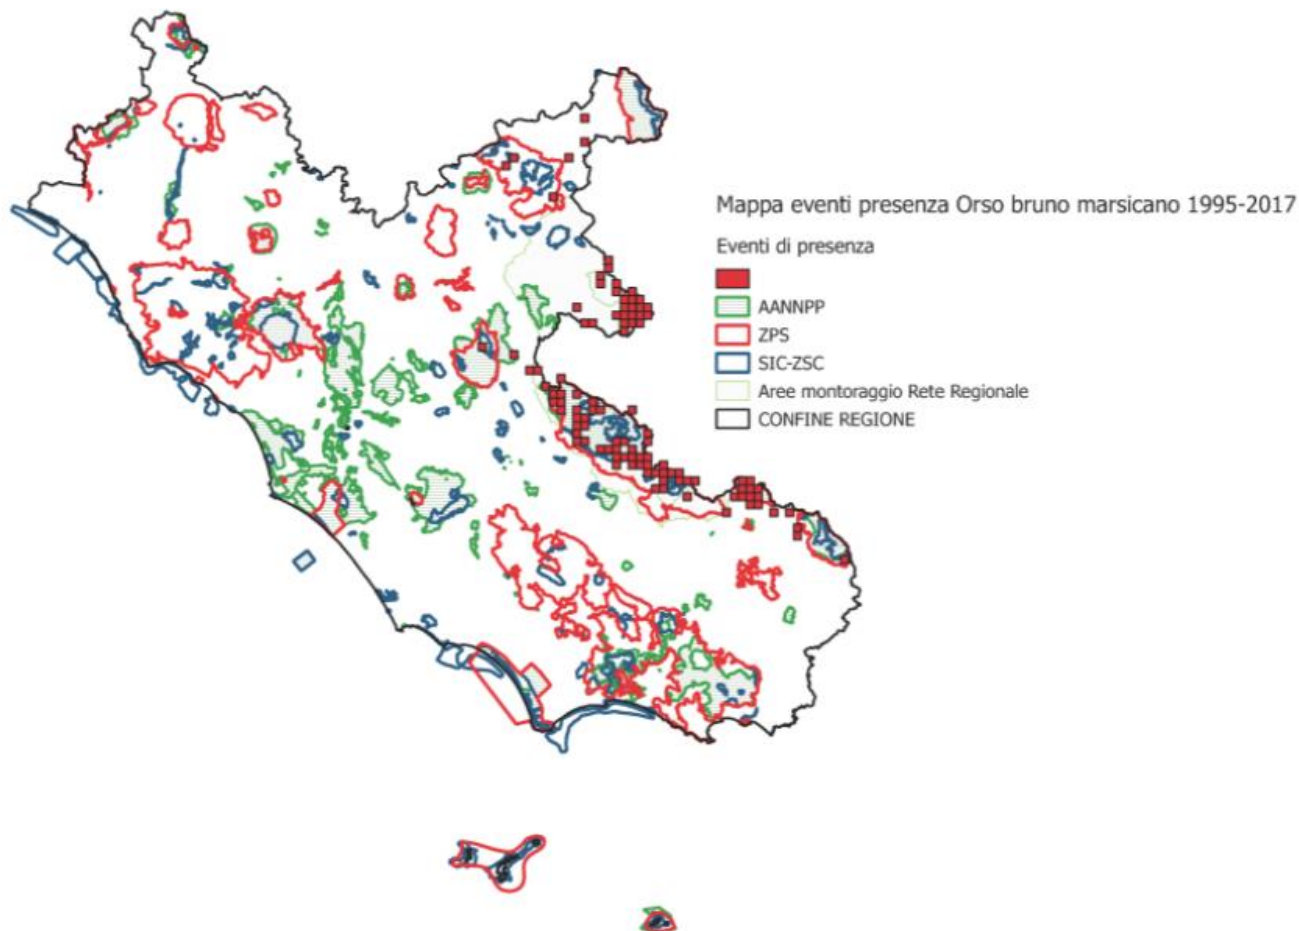 Mappa eventi presenza Orso bruno marsicano 1995-2017
Eventi di presenza
AANNPP
ZPS
SIC-ZSC
Aree montoraggio Rete Regionale
CONFINE REGIONE